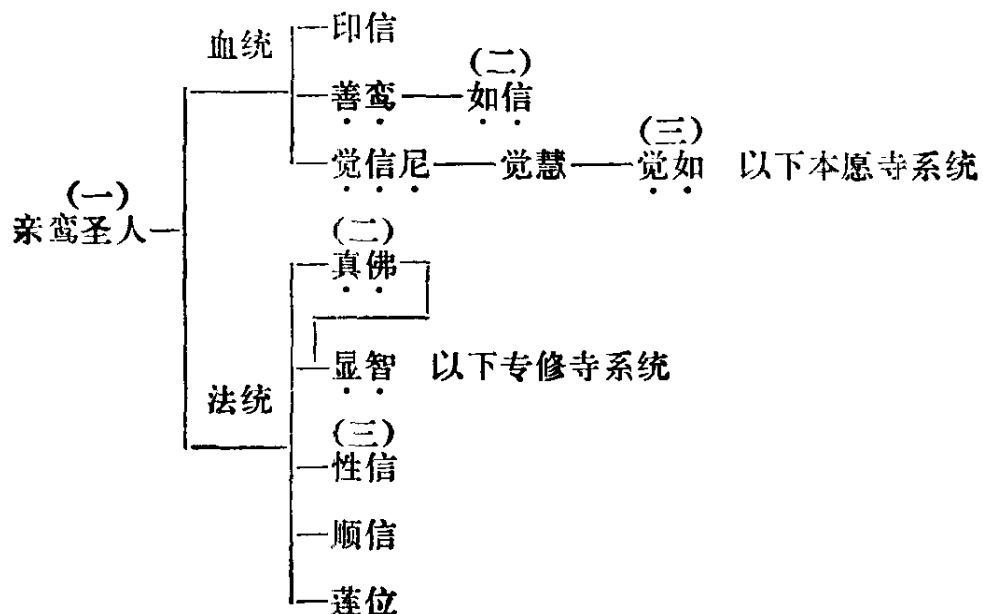 血统
印信
(二)
善鸾 如信
(三)
觉信尼 觉慧 觉如 以下本愿寺系统
(一)
亲鸾圣人
(二)
真佛
显智 以下专修寺系统
法统
(三)
性信
顺信
莲位